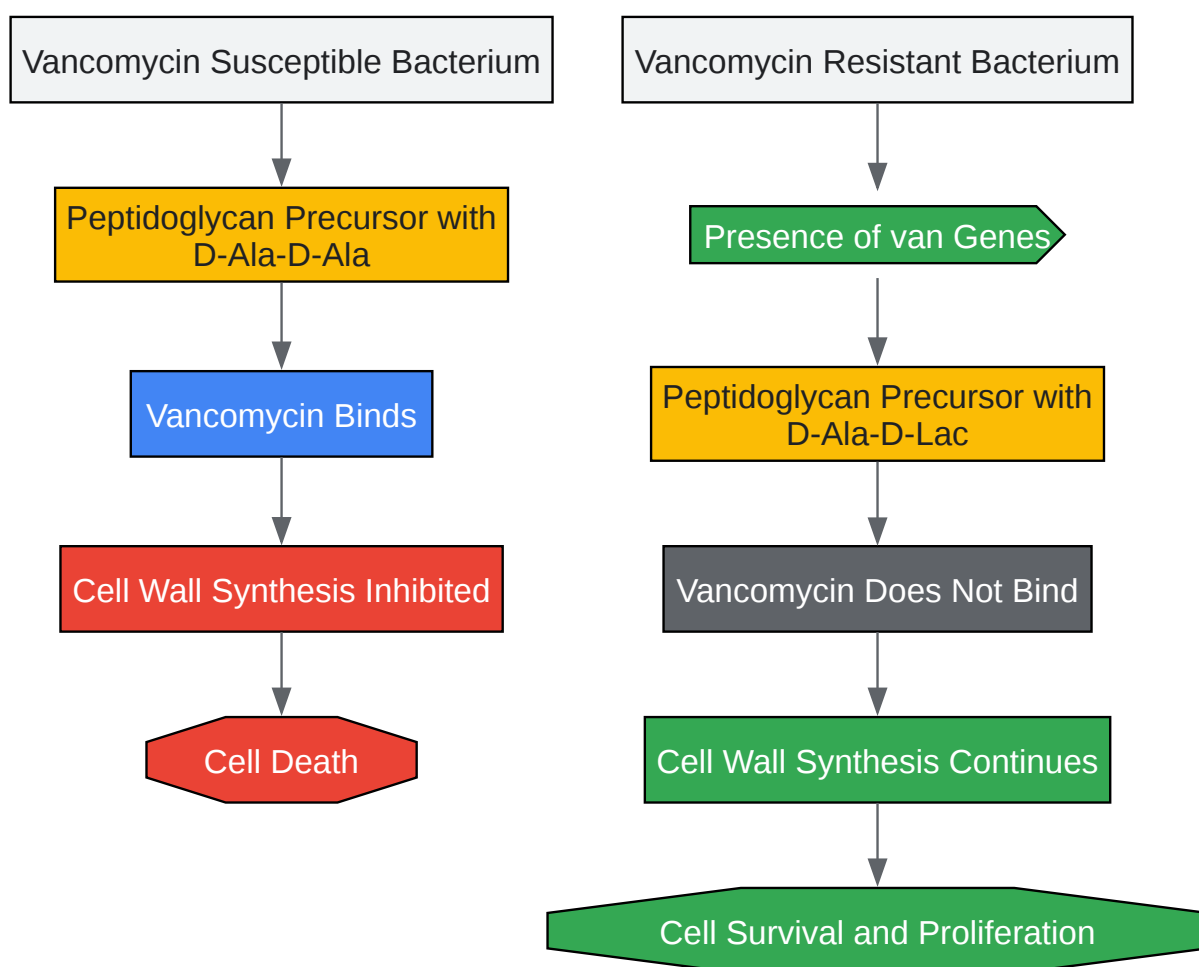 Vancomycin Susceptible Bacterium
Peptidoglycan Precursor with
D-Ala-D-Ala
Vancomycin Binds
Cell Wall Synthesis Inhibited
Cell Death
Vancomycin Resistant Bacterium
Presence of van Genes
Peptidoglycan Precursor with
D-Ala-D-Lac
Vancomycin Does Not Bind
Cell Wall Synthesis Continues
Cell Survival and Proliferation